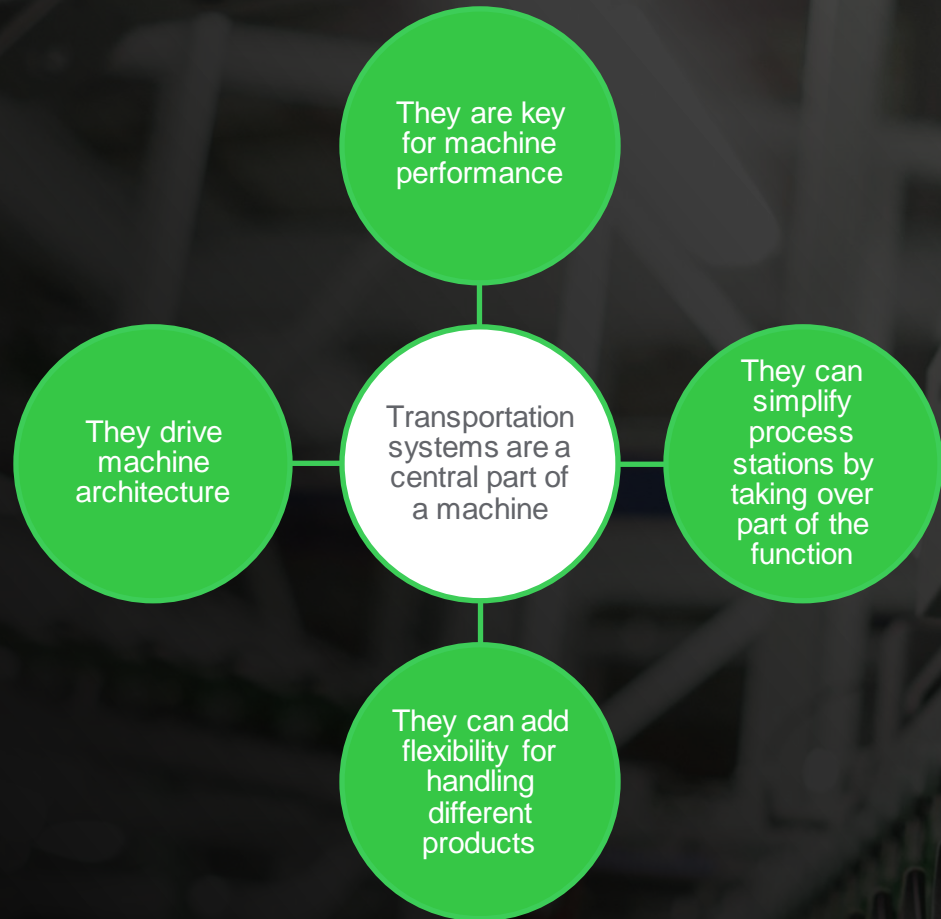 They are key
for machine
performance
They drive
machine
architecture
Transportation
systems are a
central part of
a machine
They can
simplify
process
stations by
taking over
part of the
function
They can add
flexibility for
handling
different
products